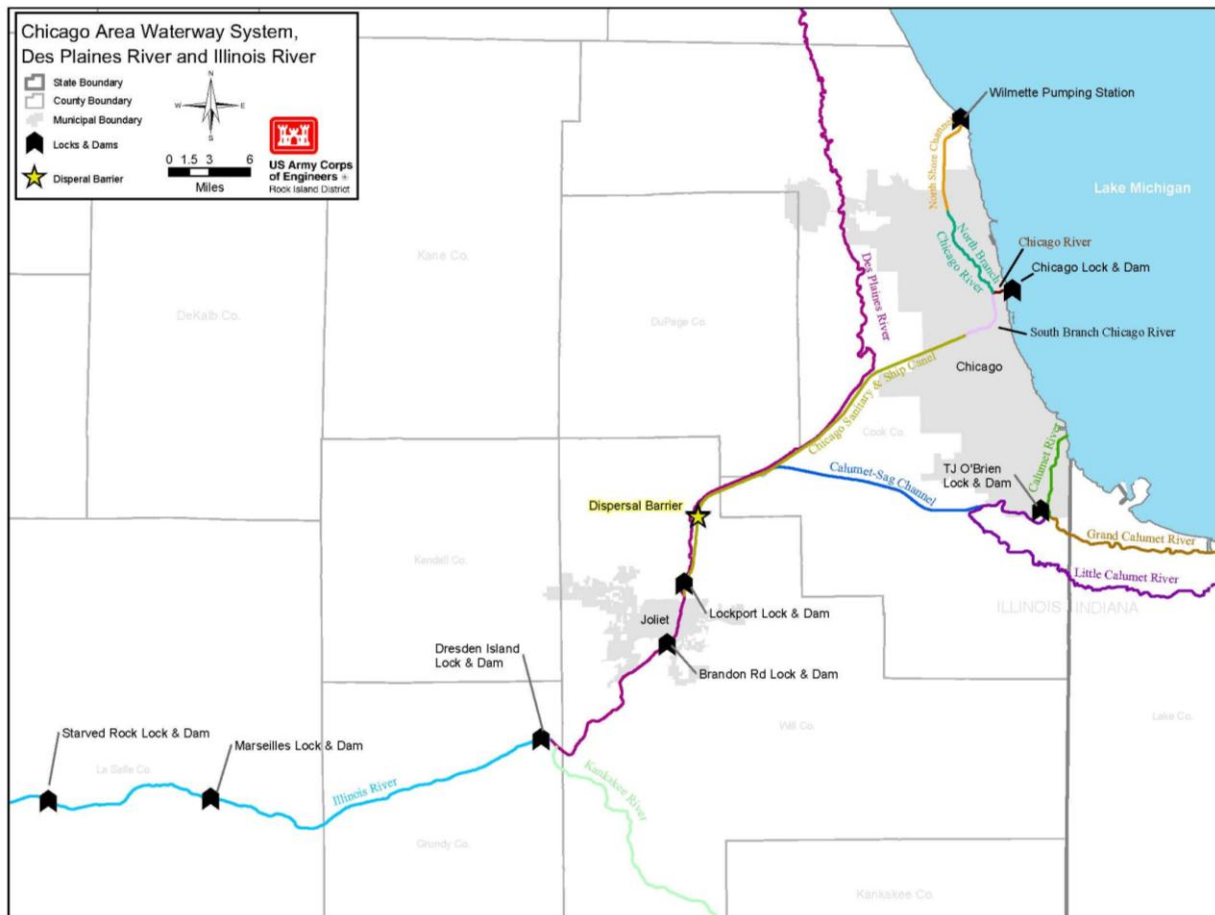 Chicago Area Waterway System,
Des Plaines River and Illinois River
State Boundary
County Boundary
Municipal Boundary
Locks & Dams
Disperal Barrier
N
W
E
S
0 1.5 3 6
Miles
US Army Corps
of Engineers ®
Rock Island District
Wilmette Pumping Station
North Shore Channel
Lake Michigan
North Branch
Chicago River
Chicago River
Chicago Lock & Dam
Des Plaines River
South Branch Chicago River
Kane Co.
DeKalb Co.
DuPage Co.
Chicago
Chicago Sanitary & Ship Canal
Cook Co.
Calumet River
TJ O'Brien
Lock & Dam
Calumet-Sag Channel
Dispersal Barrier
Grand Calumet River
Little Calumet River
Kendall Co.
ILLINOIS
INDIANA
Joliet
Lockport Lock & Dam
Dresden Island
Lock & Dam
Brandon Rd Lock & Dam
Will Co.
Lake Co.
Starved Rock Lock & Dam
Marseilles Lock & Dam
La Salle Co.
Illinois River
Kankakee River
Grundy Co.
Kankakee Co.